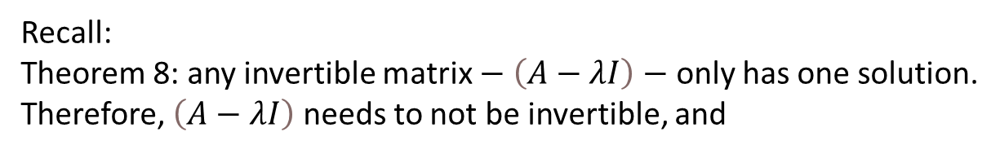 Recall:
Theorem 8: any invertible matrix – (A − λI) – only has one solution.
Therefore, (A − λI) needs to not be invertible, and